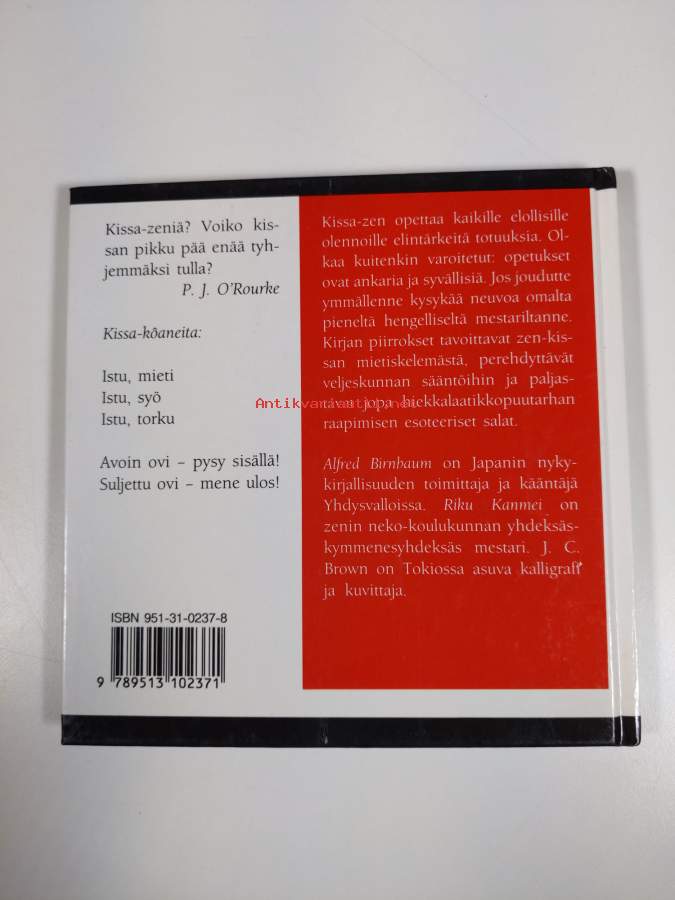 Kissa-zeniä? Voiko kis-
san pikku pää enää tyh-
jemmäksi tulla?
P. J. O'Rourke
Kissa-kôaneita:
Istu, mieti
Istu, syö
Istu, torku
Avoin ovi – pysy sisällä!
Suljettu ovi – mene ulos!
ISBN 951-31-0237-8
9 789513 102371
Kissa-zen opettaa kaikille elollisille
olennoille elintärkeitä totuuksia. Ol-
kaa kuitenkin varoitetut: opetukset
ovat ankaria ja syvällisiä. Jos joudutte
ymmällenne kysykää neuvoa omalta
pieneltä hengelliseltä mestariltanne.
Kirjan piirrokset tavoittavat zen-kis-
san mietiskelemästä, perehdyttävät
veljeskunnan sääntöihin ja paljas-
tavat jopa hiekkalaatikkopuutarhan
raapimisen esoteeriset salat.
Alfred Birnbaum on Japanin nyky-
kirjallisuuden toimittaja ja kääntäjä
Yhdysvalloissa. Riku Kanmei on
zenin neko-koulukunnan yhdeksäs-
kymmenesyhdeksäs mestari. J. C.
Brown on Tokiossa asuva kalligrafi
ja kuvittaja.